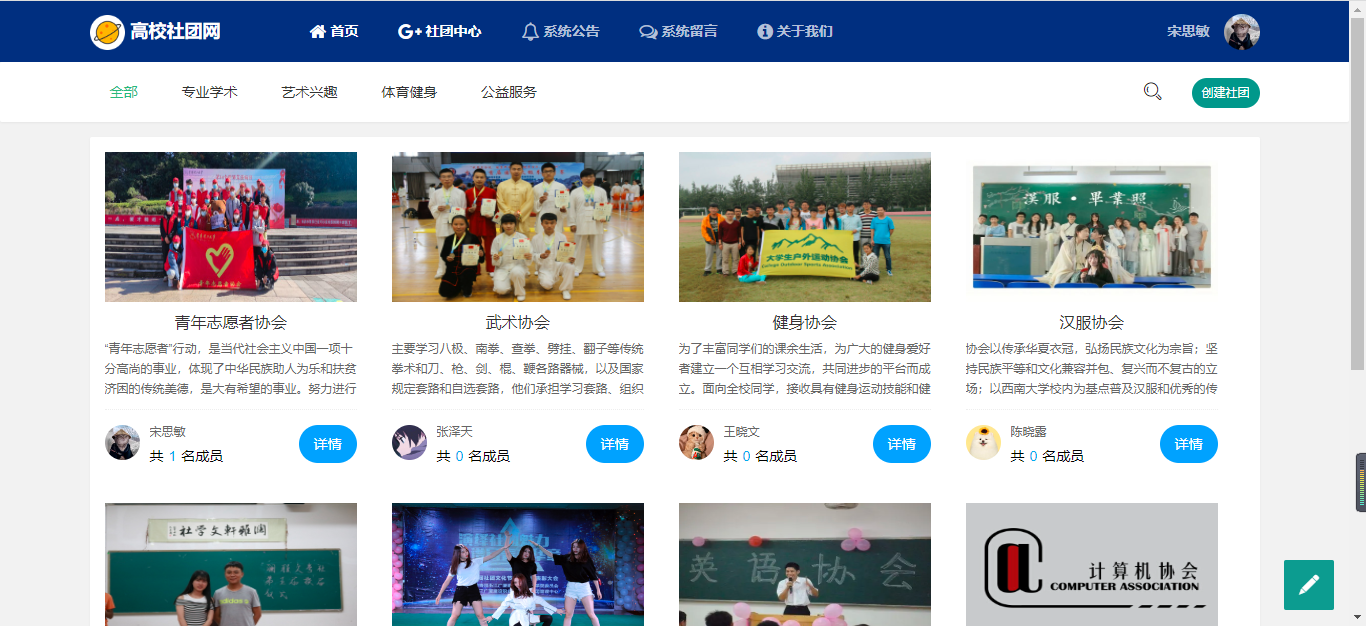 高校社团网
首页
G+ 社团中心
系统公告
系统留言
关于我们
宋思敏
全部
专业学术
艺术兴趣
体育健身
公益服务
创建社团
大学生户外运动协会
College Outdoor Sports Association
漢服·畢業照
青年志愿者协会
“青年志愿者”行动，是当代社会主义中国一项十
分高尚的事业，体现了中华民族助人为乐和扶贫
济困的传统美德，是大有希望的事业。努力进行
宋思敏
共 1 名成员
详情
武术协会
主要学习八极、南拳、查拳、劈挂、翻子等传统
拳术和刀、枪、剑、棍、鞭各路器械，以及国家
规定套路和自选套路，他们承担学习套路、组织
张泽天
共 0 名成员
详情
健身协会
为了丰富同学们的课余生活，为广大的健身爱好
者建立一个互相学习交流，共同进步的平台而成
立。面向全校同学，接收具有健身运动技能和健
王晓文
共 0 名成员
详情
汉服协会
协会以传承华夏衣冠，弘扬民族文化为宗旨；坚
持民族平等和文化兼容并包、复兴而不复古的立
场；以西南大学校内为基点普及汉服和优秀的传
陈晓露
共 0 名成员
详情
英语协会
计算机协会
COMPUTER ASSOCIATION